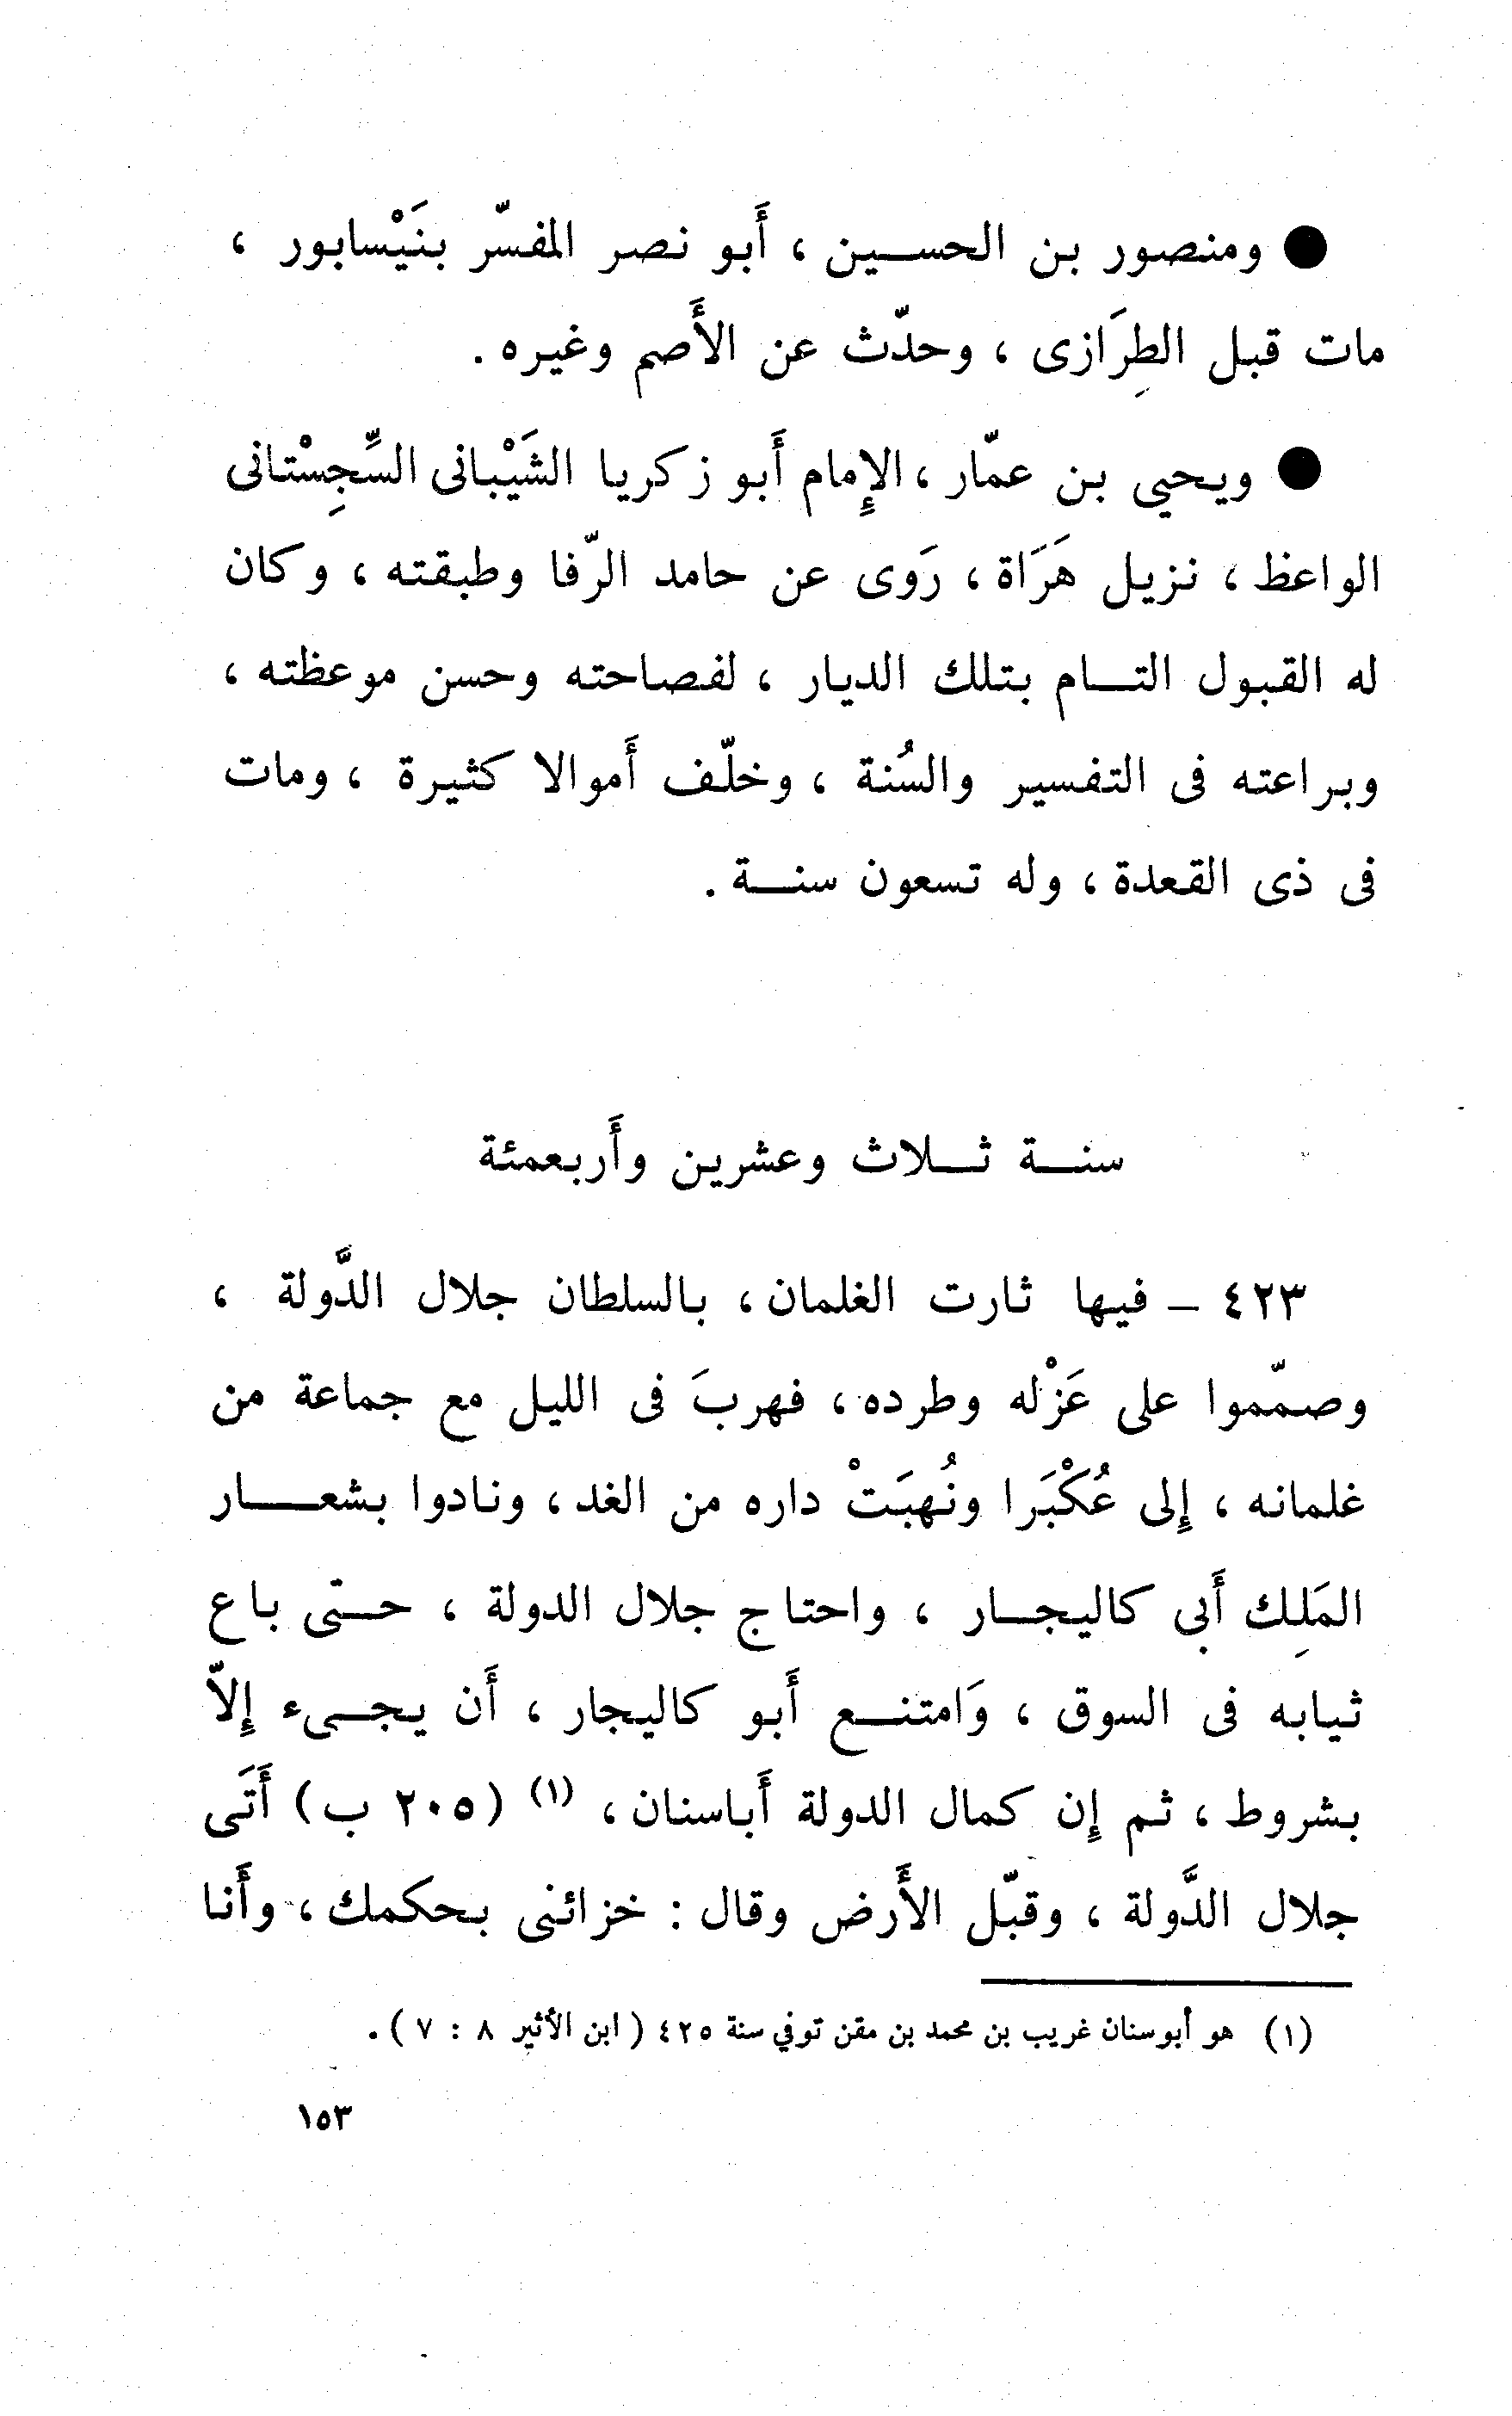 ● ومنصور بن الحسين ، أَبو نصر المفسّر بنَيْسابور ،
مات قبل الطِرَازى ، وحدّث عن الأَصم وغيره .
● ويحيى بن عمّار ، الإِمام أَبو زكريا الشَيْبانى السِّجِسْتانى
الواعظ ، نزيل هَرَاة ، رَوى عن حامد الرّفا وطبقته ، وكان
له القبول التام بتلك الديار ، لفصاحته وحسن موعظته ،
وبراعته فى التفسير والسُنة ، وخلّف أَموالا كثيرة ، ومات
فى ذى القعدة ، وله تسعون سنة .
سنة ثلاث وعشرين وأَربعمئة
٤٢٣ – فيها ثارت الغلمان ، بالسلطان جلال الدَّولة ،
وصمّموا على عَزْله وطرده ، فهربَ فى الليل مع جماعة من
غلمانه ، إِلى عُكْبَرا ونُهبَتْ داره من الغد ، ونادوا بشعار
المَلِك أَبى كاليجار ، واحتاج جلال الدولة ، حتى باع
ثيابه فى السوق ، وَامتنع أَبو كاليجار ، أَن يجىء إِلاّ
بشروط ، ثم إِن كمال الدولة أَباسنان ، (١) (٢٠٥ ب) أَتَى
جلال الدَّولة ، وقبّل الأَرض وقال : خزائنى بحكمك ، وأَنا
(١) هو أبوسنان غريب بن محمد بن مقن توفي سنة ٤٢٥ ( ابن الأثير ٨ : ٧ ) .
١٥٣